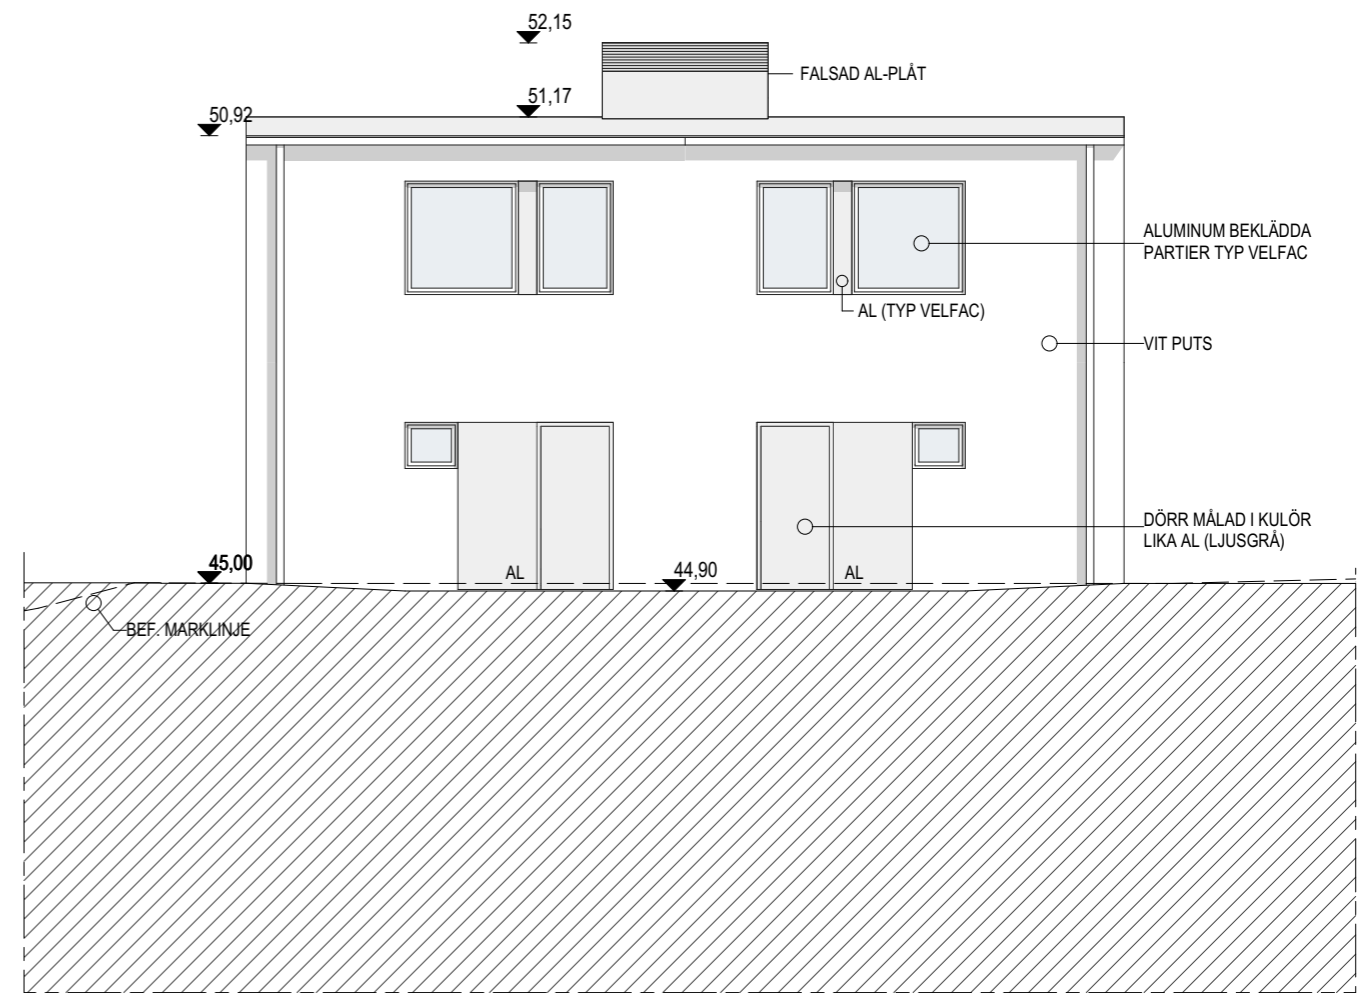 52,15
FALSAD AL-PLÅT
51,17
50,92
ALUMINUM BEKLÄDDA
PARTIER TYP VELFAC
AL (TYP VELFAC)
VIT PUTS
DÖRR MÅLAD I KULÖR
LIKA AL (LJUSGRÅ)
45,00
AL
44,90
AL
BEF. MARKLINJE